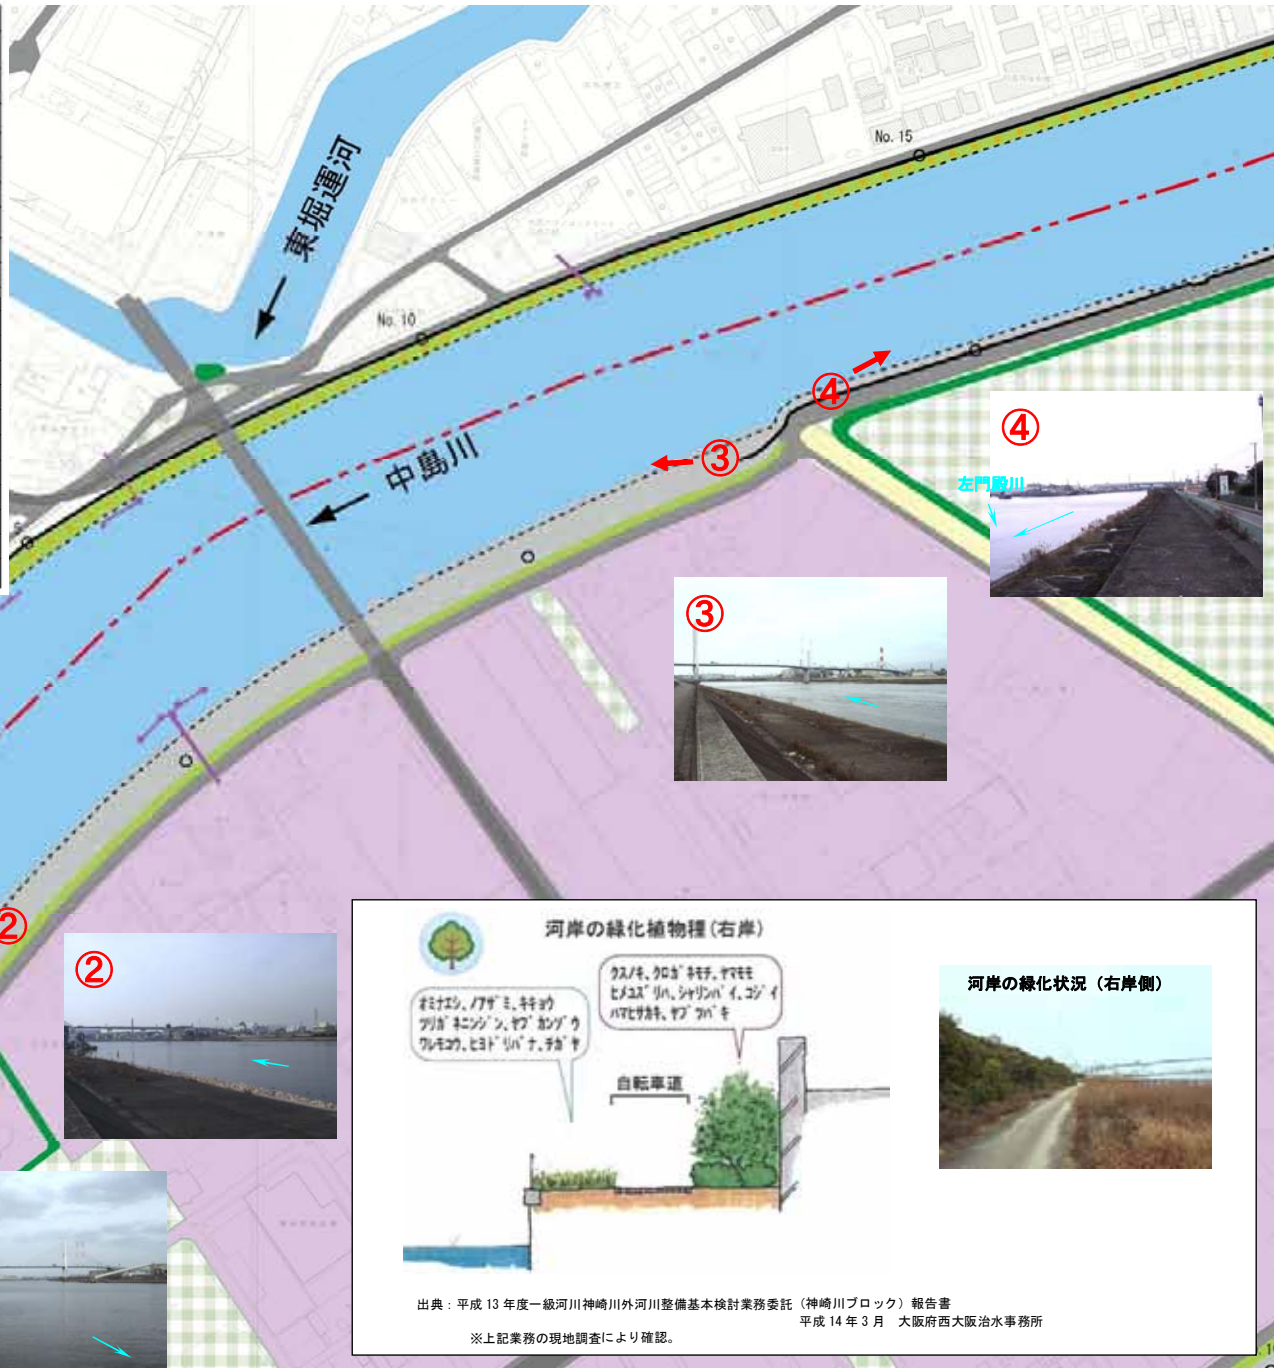 東堀運河
No. 15
No. 10
中島川
④
③
④
左門殿川
③
②
②
河岸の緑化植物種(右岸)
クスノキ、クロガネモチ、ヤマモモ
ヒメユズリハ、シャリンバイ、コジイ
ハマヒサカキ、ヤブツバキ
オミナエシ、ノアザミ、キキョウ
ツリガネニンジン、ヤブカンゾウ
ワレモコウ、ヒヨドリバナ、チガヤ
自転車道
河岸の緑化状況（右岸側）
出典：平成 13 年度一級河川神崎川外河川整備基本検討業務委託（神崎川ブロック）報告書
平成 14 年 3 月　大阪府西大阪治水事務所
※上記業務の現地調査により確認。